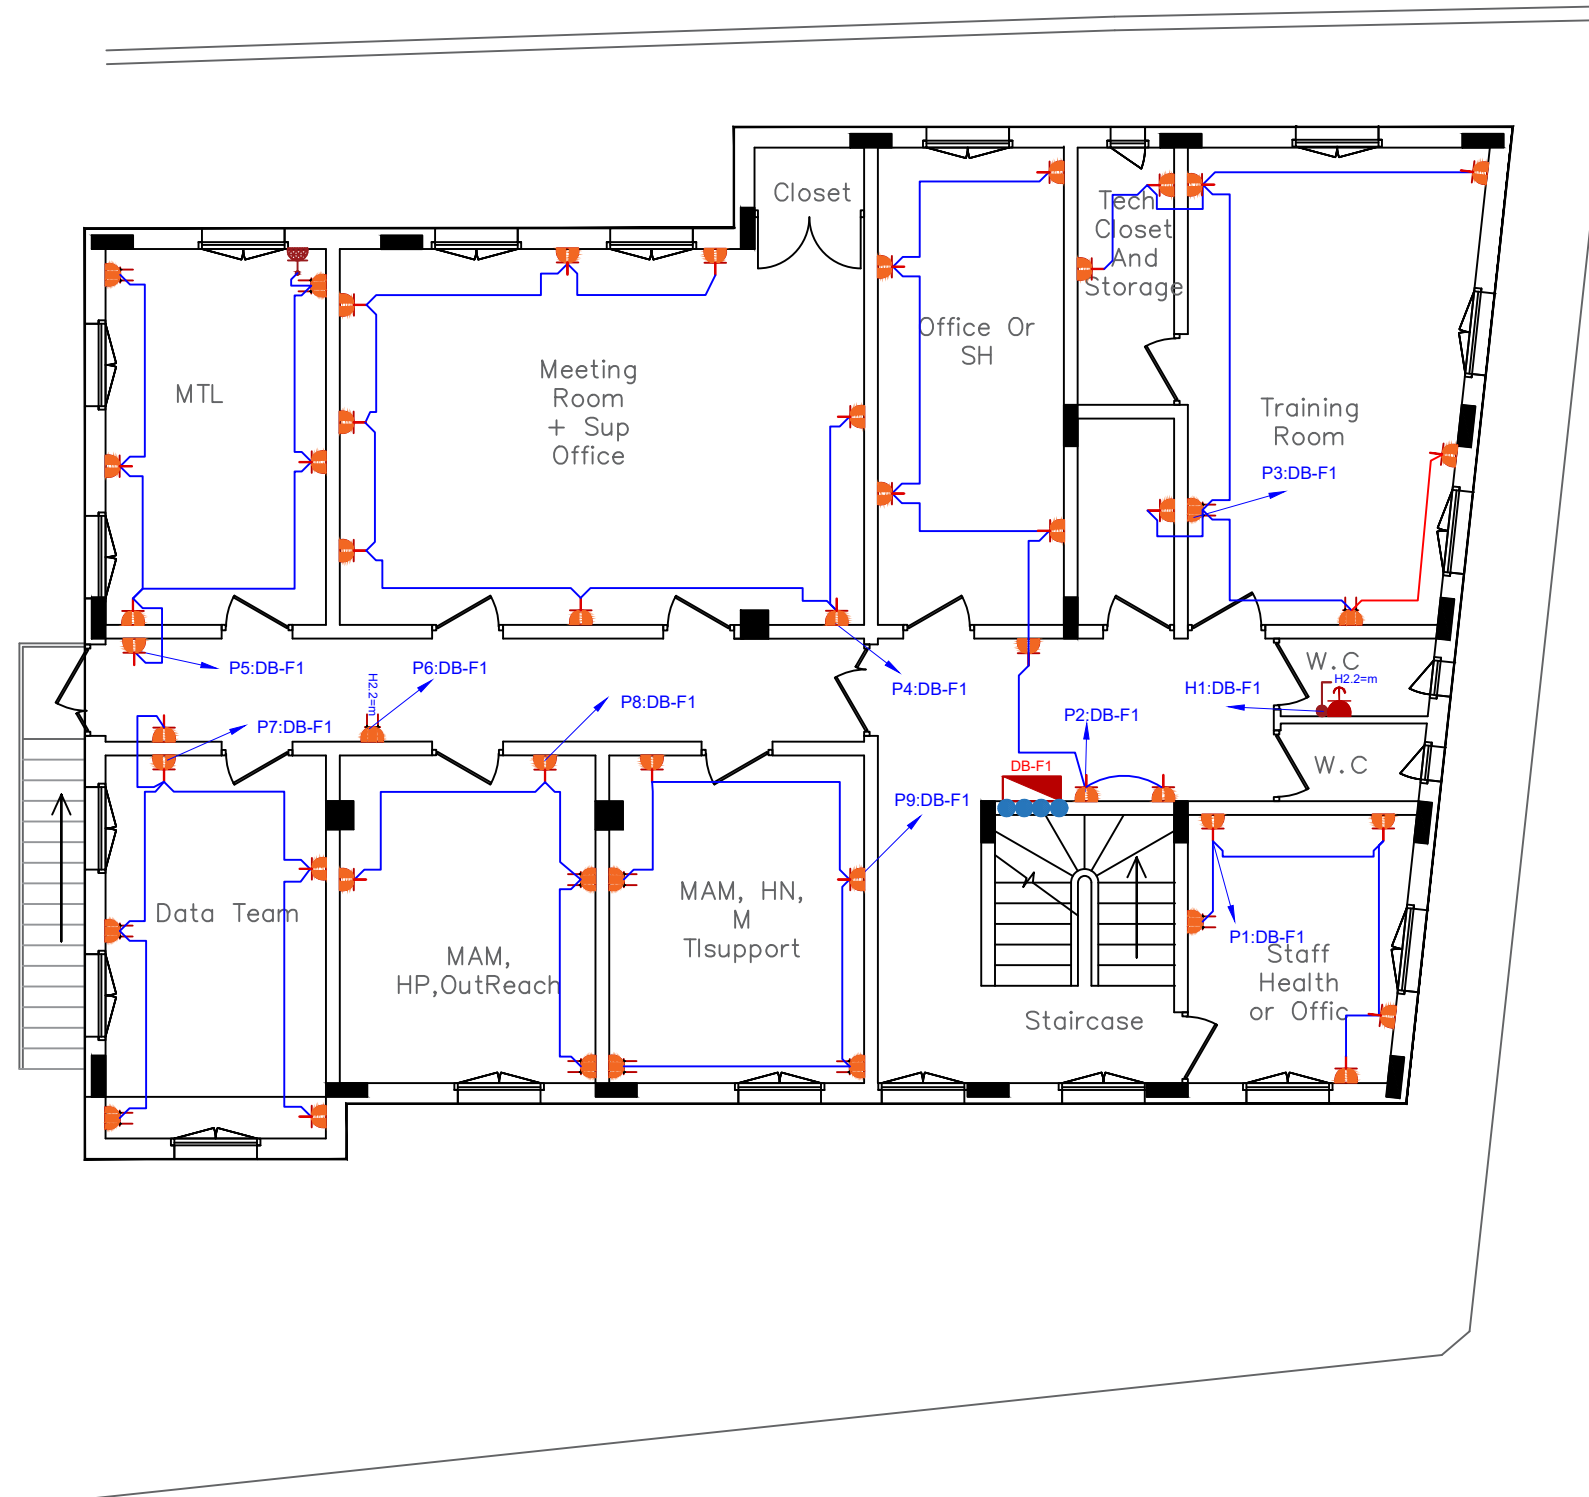 Closet
Tech
Closet
And
Storage
Office Or
SH
Meeting
Room
+ Sup
Office
MTL
Training
Room
P3:DB-F1
P5:DB-F1
P6:DB-F1
H2.2=m
P8:DB-F1
P7:DB-F1
P4:DB-F1
H1:DB-F1
W.C
H2.2=m
P2:DB-F1
W.C
DB-F1
P9:DB-F1
MAM, HN,
M
TIsupport
Data Team
MAM,
HP,OutReach
P1:DB-F1
Staff
Health
or Offic
Staircase